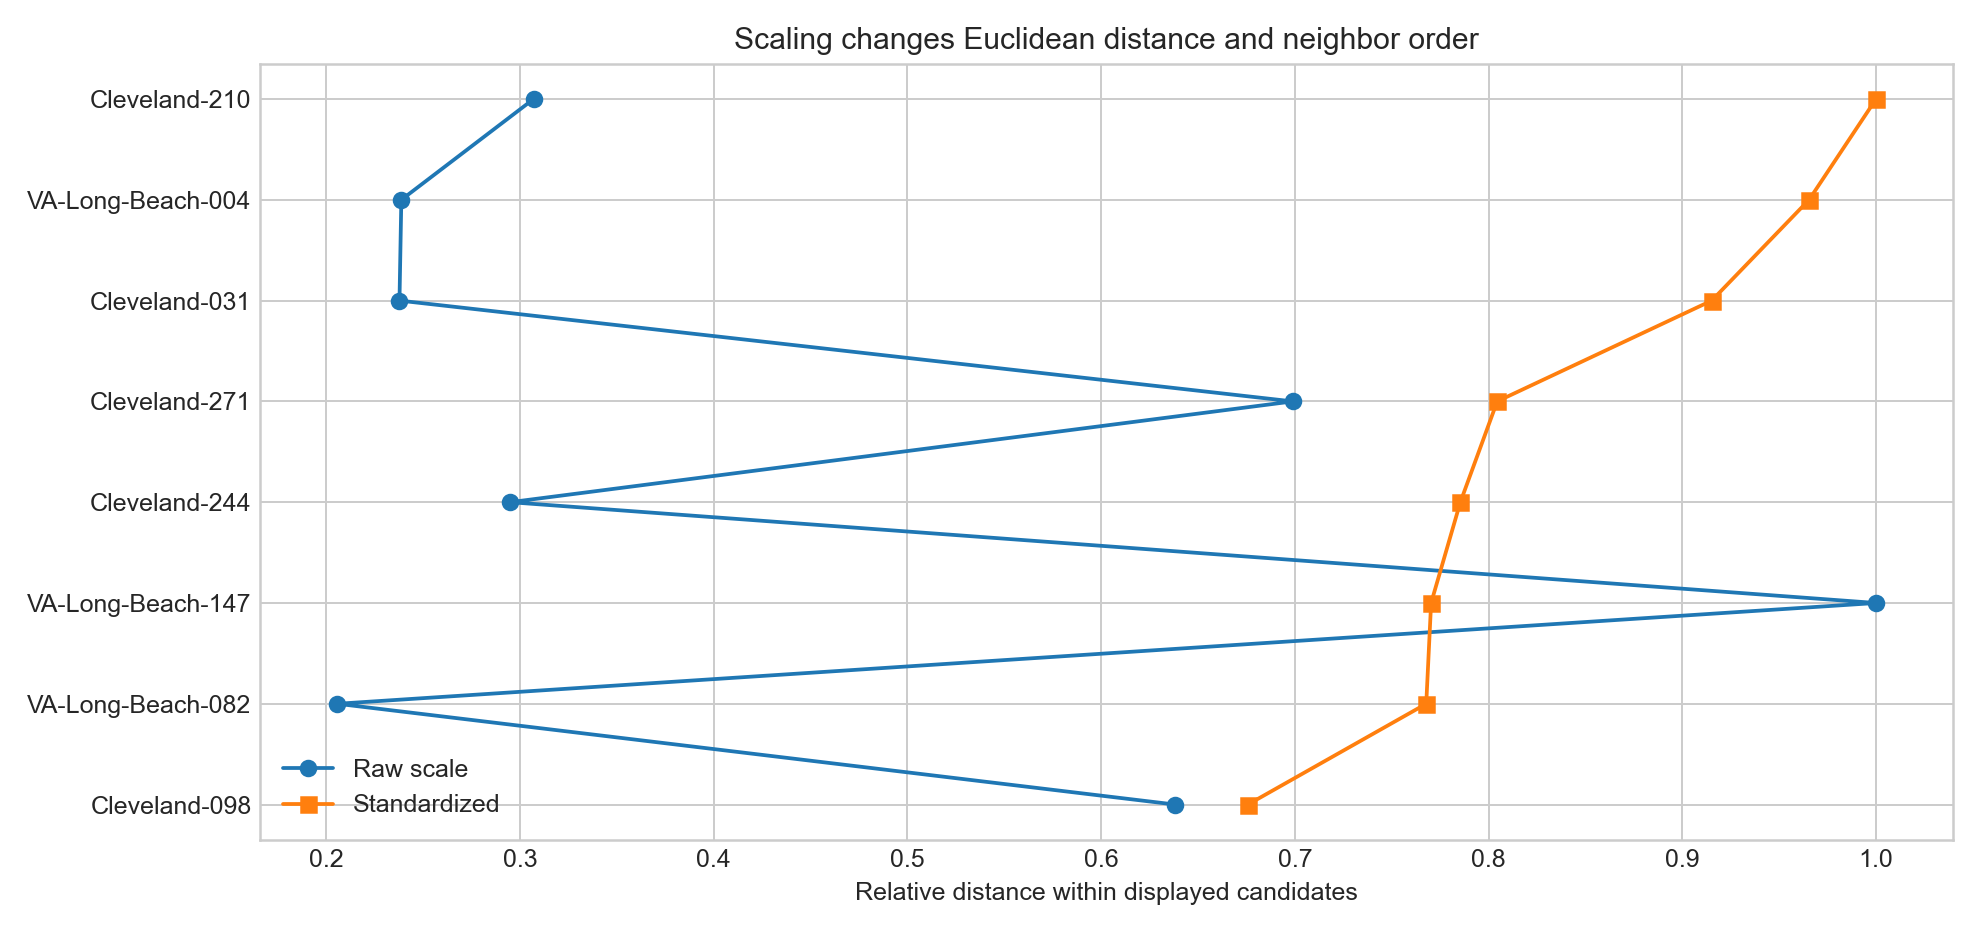 Scaling changes Euclidean distance and neighbor order
Cleveland-210
VA-Long-Beach-004
Cleveland-031
Cleveland-271
Cleveland-244
VA-Long-Beach-147
VA-Long-Beach-082
Cleveland-098
Raw scale
Standardized
0.2 0.3 0.4 0.5 0.6 0.7 0.8 0.9 1.0
Relative distance within displayed candidates